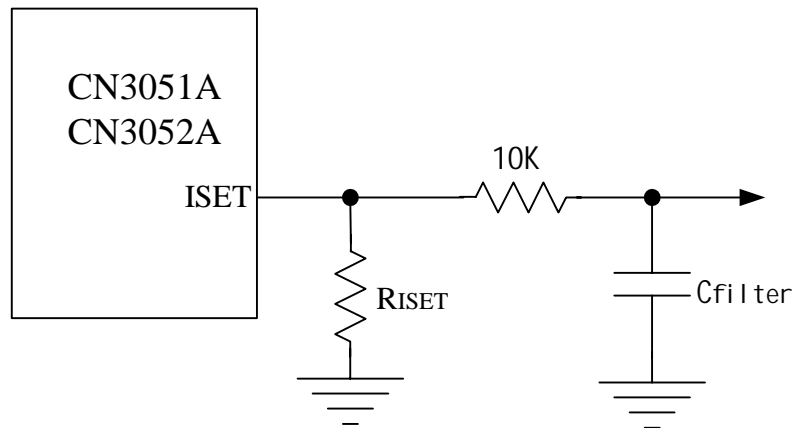 CN3051A
CN3052A
ISET
10K
RISET
Cfilter